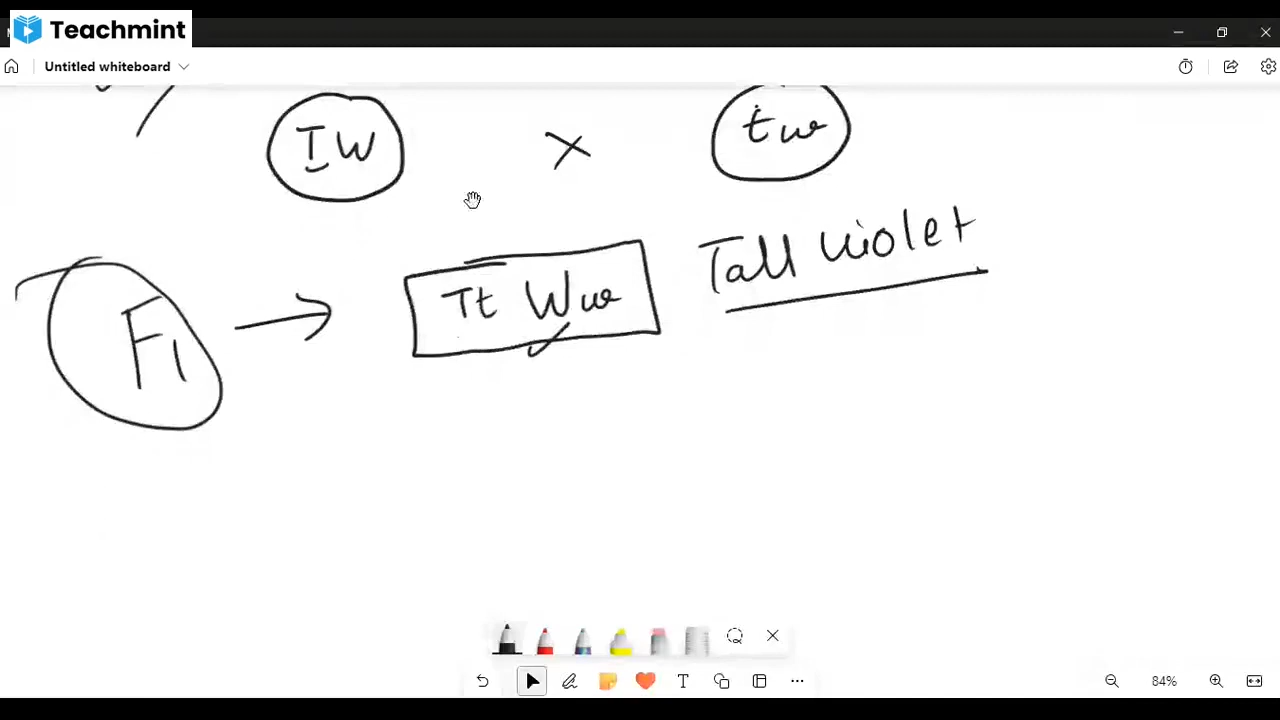 Teachmint
Untitled whiteboard
TW × tw
Tall violet
F1 → Tt Ww
84%